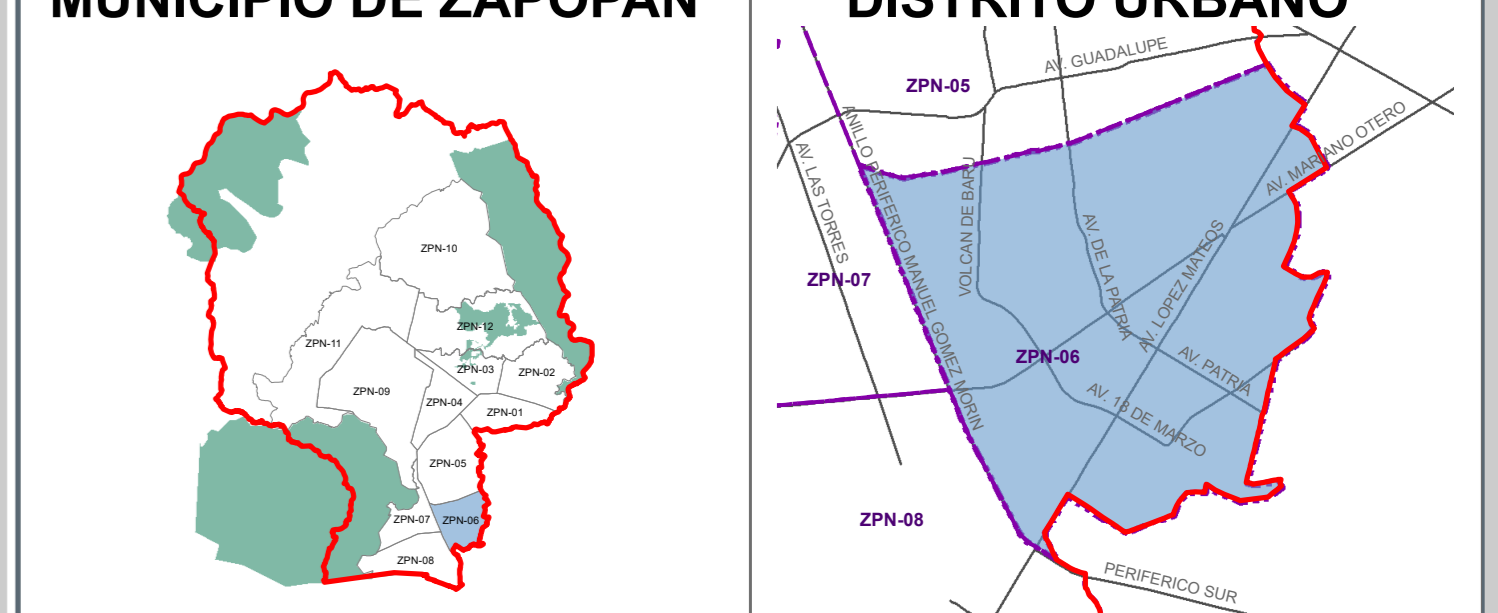 MUNICIPIO DE ZAPOPAN
ZPN-10
ZPN-12
ZPN-11
ZPN-03
ZPN-02
ZPN-09
ZPN-04
ZPN-01
ZPN-05
ZPN-07
ZPN-06
ZPN-08
DISTRITO URBANO
AV. GUADALUPE
ZPN-05
ANILLO PERIFERICO MANUEL GOMEZ MORIN
AV. MARIANO OTERO
AV. LAS TORRES
VOLCAN DE BARU
AV. DE LA PATRIA
AV. LOPEZ MATEOS
ZPN-07
ZPN-06
AV. PATRIA
AV. 18 DE MARZO
ZPN-08
PERIFERICO SUR